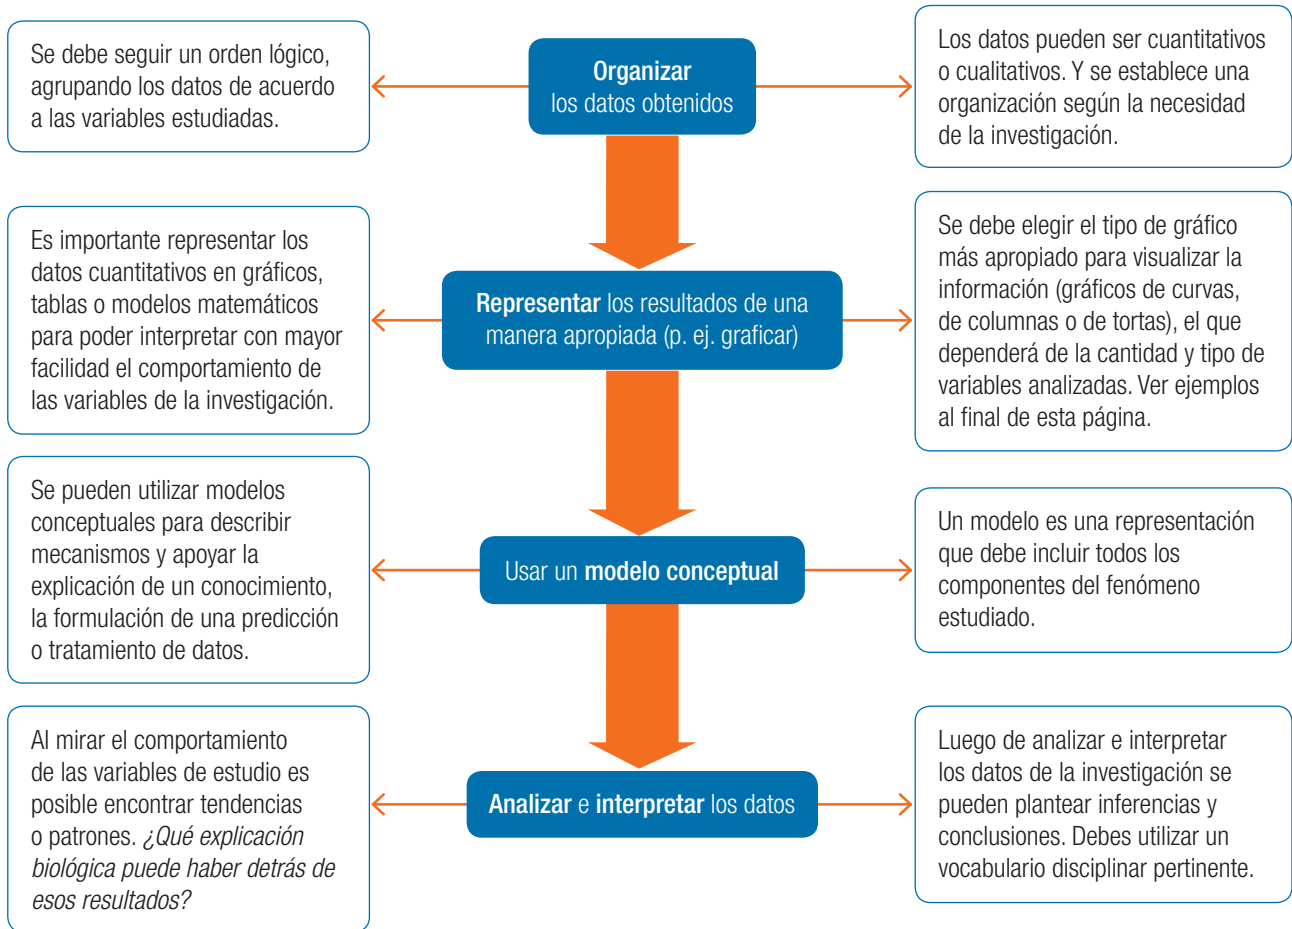 Se debe seguir un orden lógico,
agrupando los datos de acuerdo
a las variables estudiadas.
Organizar
los datos obtenidos
Los datos pueden ser cuantitativos
o cualitativos. Y se establece una
organización según la necesidad
de la investigación.
Es importante representar los
datos cuantitativos en gráficos,
tablas o modelos matemáticos
para poder interpretar con mayor
facilidad el comportamiento de
las variables de la investigación.
Representar los resultados de una
manera apropiada (p. ej. graficar)
Se debe elegir el tipo de gráfico
más apropiado para visualizar la
información (gráficos de curvas,
de columnas o de tortas), el que
dependerá de la cantidad y tipo de
variables analizadas. Ver ejemplos
al final de esta página.
Se pueden utilizar modelos
conceptuales para describir
mecanismos y apoyar la
explicación de un conocimiento,
la formulación de una predicción
o tratamiento de datos.
Usar un modelo conceptual
Un modelo es una representación
que debe incluir todos los
componentes del fenómeno
estudiado.
Al mirar el comportamiento
de las variables de estudio es
posible encontrar tendencias
o patrones. ¿Qué explicación
biológica puede haber detrás de
esos resultados?
Analizar e interpretar los datos
Luego de analizar e interpretar
los datos de la investigación se
pueden plantear inferencias y
conclusiones. Debes utilizar un
vocabulario disciplinar pertinente.